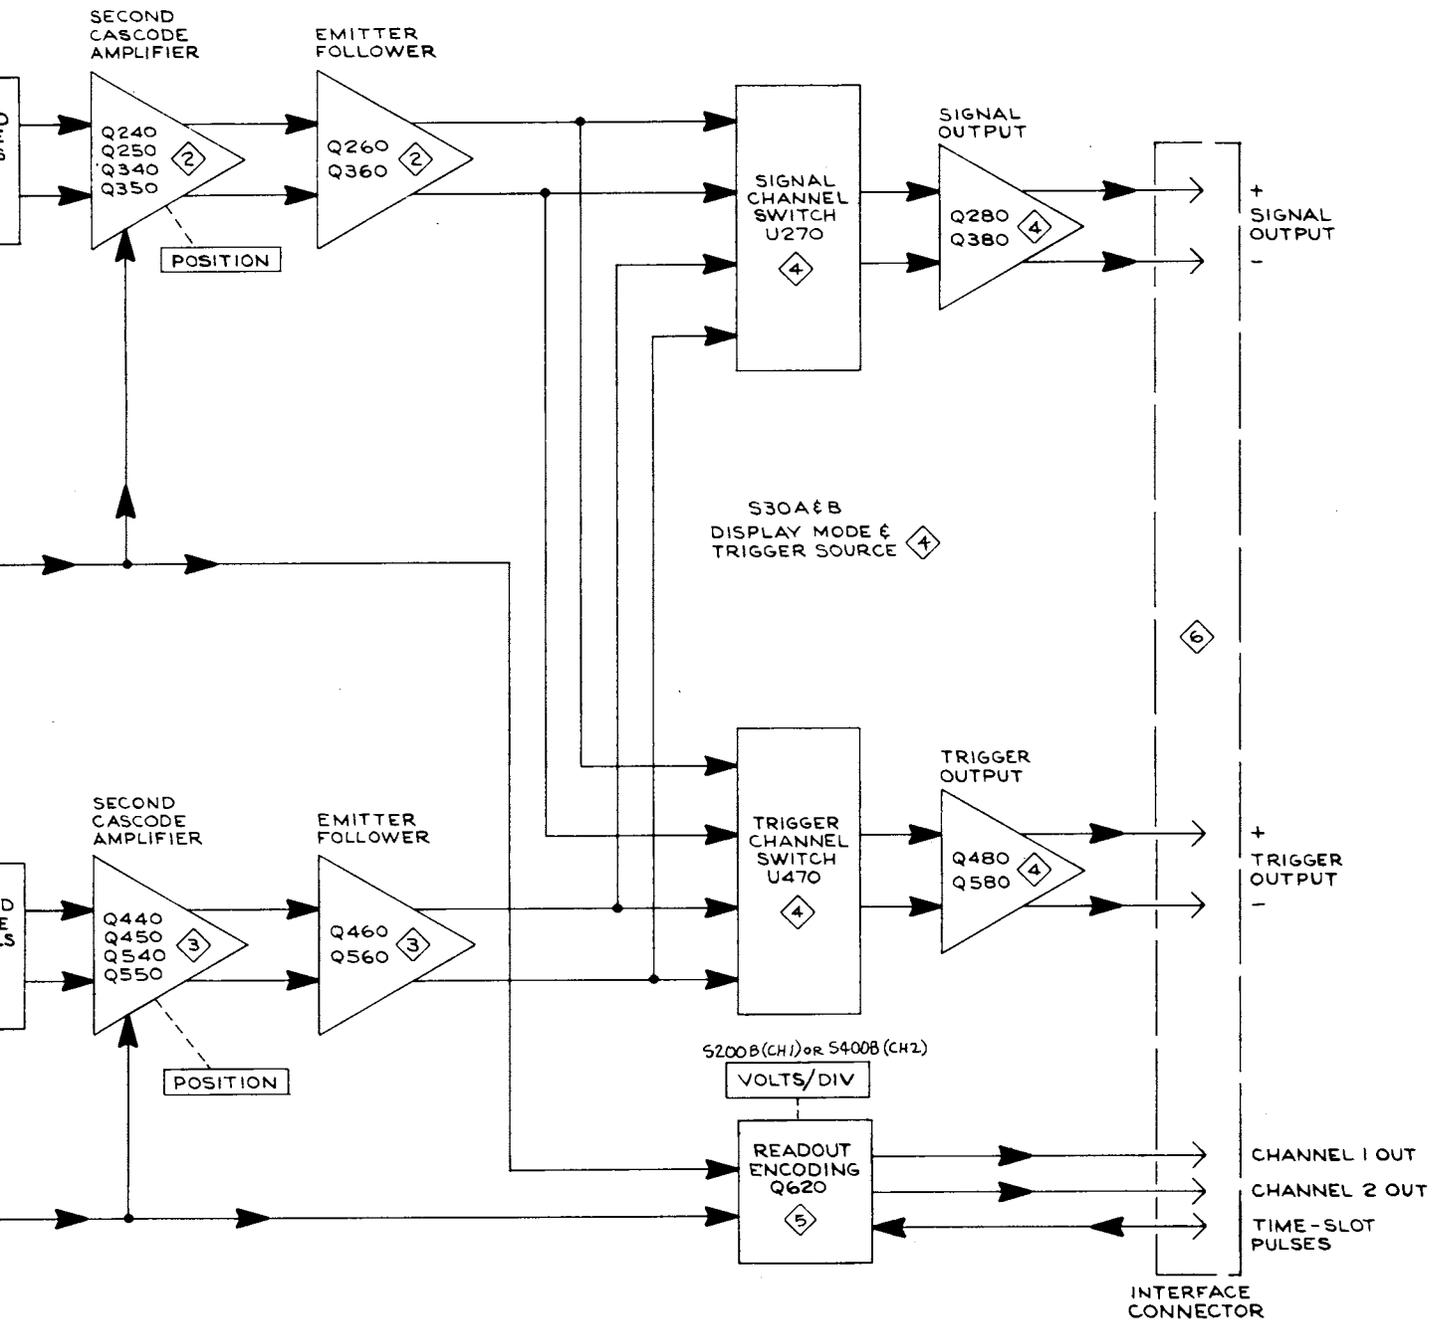 SECOND
CASCODE
AMPLIFIER
EMITTER
FOLLOWER
Q240
Q250
Q340
Q350
2
POSITION
Q260
Q360
2
SIGNAL
CHANNEL
SWITCH
U270
4
SIGNAL
OUTPUT
Q280
Q380
4
+
SIGNAL
OUTPUT
-
S30A&B
DISPLAY MODE &
TRIGGER SOURCE
4
6
SECOND
CASCODE
AMPLIFIER
EMITTER
FOLLOWER
Q440
Q450
Q540
Q550
3
POSITION
Q460
Q560
3
TRIGGER
CHANNEL
SWITCH
U470
4
TRIGGER
OUTPUT
Q480
Q580
4
+
TRIGGER
OUTPUT
-
S200B (CH1) OR S400B (CH2)
VOLTS/DIV
READOUT
ENCODING
Q620
5
CHANNEL 1 OUT
CHANNEL 2 OUT
TIME-SLOT
PULSES
INTERFACE
CONNECTOR